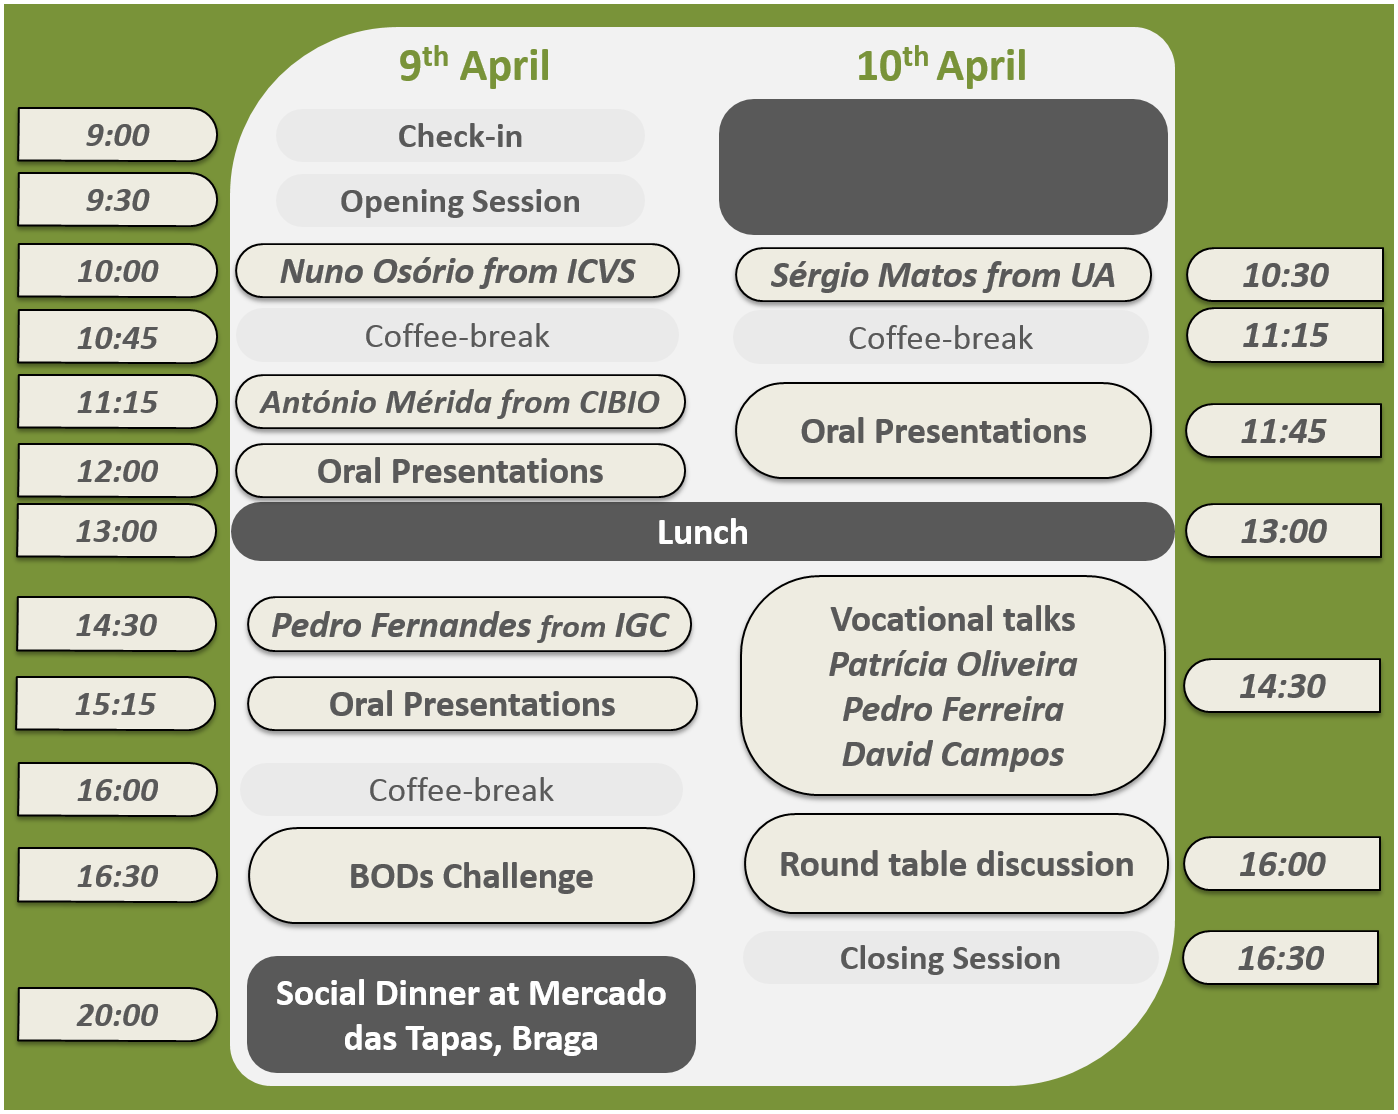 9th April
10th April
9:00
Check-in
9:30
Opening Session
10:00
Nuno Osório from ICVS
Sérgio Matos from UA
10:30
10:45
Coffee-break
Coffee-break
11:15
11:15
António Mérida from CIBIO
Oral Presentations
11:45
12:00
Oral Presentations
13:00
Lunch
13:00
14:30
Pedro Fernandes from IGC
Vocational talks
Patrícia Oliveira
Pedro Ferreira
David Campos
14:30
15:15
Oral Presentations
16:00
Coffee-break
16:30
BODs Challenge
Round table discussion
16:00
Closing Session
16:30
20:00
Social Dinner at Mercado
das Tapas, Braga